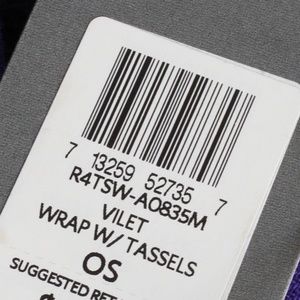 7 13259 52735 7
R4TSW-A0835M
VILET
WRAP W/ TASSELS
OS
SUGGESTED RET